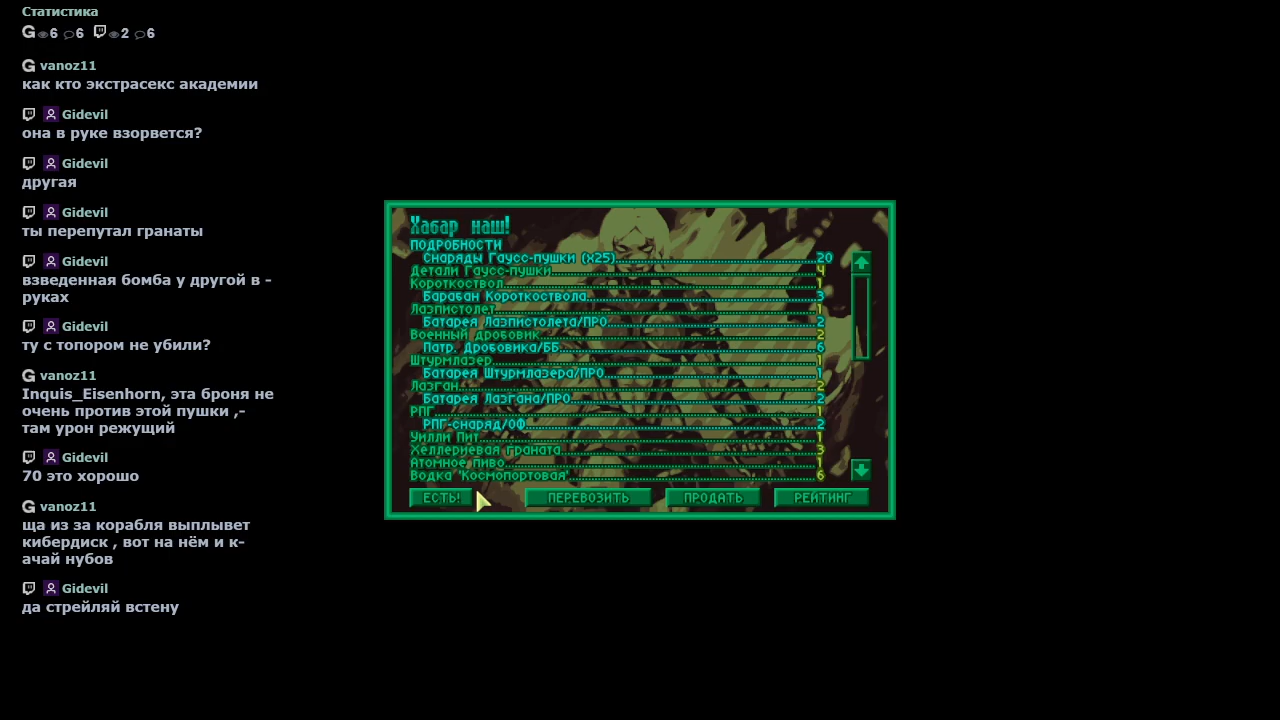 Статистика
6 6 2 6
vanoz11
как кто экстрасекс академии
Gidevil
она в руке взорвется?
Gidevil
другая
Gidevil
ты перепутал гранаты
Gidevil
взведенная бомба у другой в -
руках
Gidevil
ту с топором не убили?
vanoz11
Inquis_Eisenhorn, эта броня не
очень против этой пушки ,-
там урон режущий
Gidevil
70 это хорошо
vanoz11
ща из за корабля выплывет
кибердиск , вот на нём и к-
ачай нубов
Gidevil
да стрейляй встену
Хабар наш!
ПОДРОБНОСТИ
Снаряды Гаусс-пушки (x25) 20
Детали Гаусс-пушки 4
Короткоствол 1
Барабан Короткоствола 3
Лазпистолет 1
Батарея Лазпистолета/ПРО 2
Военный дробовик 2
Патр. Дробовика/ББ 6
Штурмлазер 1
Батарея Штурмлазера/ПРО 1
Лазган 2
Батарея Лазгана/ПРО 2
РПГ 1
РПГ-снаряд/ОФ 2
Уилли Пит 1
Хеллериевая граната 3
Атомное пиво 1
Водка "Космопортовая" 6
ЕСТЬ! ПЕРЕВОЗИТЬ ПРОДАТЬ РЕЙТИНГ